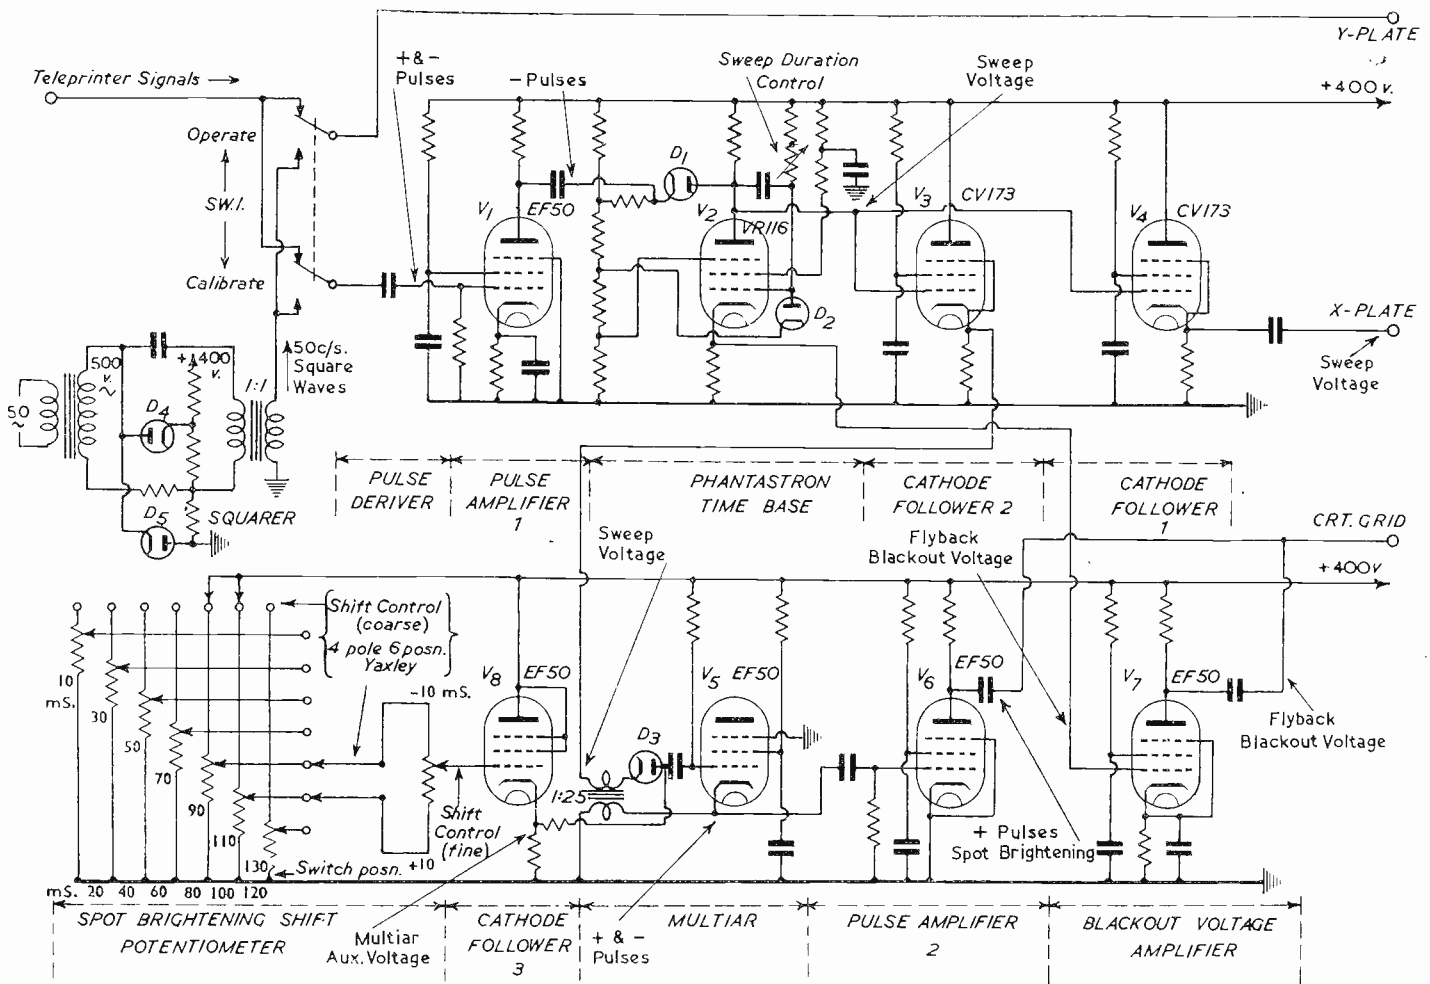 Y-PLATE
Teleprinter Signals →
+ & -
Pulses
- Pulses
Sweep Duration
Control
Sweep
Voltage
+400 v.
Operate
SW.1.
Calibrate
D1
V1
EF50
V2
VR116
V3
CV173
V4
CV173
D2
X-PLATE
Sweep
Voltage
500
v.
~
+400
v.
1:1
50c/s.
Square
Waves
50
~
D4
D5
SQUARER
PULSE
DERIVER
PULSE
AMPLIFIER
1
PHANTASTRON
TIME BASE
CATHODE
FOLLOWER 2
CATHODE
FOLLOWER
1
Sweep
Voltage
Flyback
Blackout Voltage
CRT. GRID
+400v
Shift Control
(coarse)
4 pole 6 posn.
Yaxley
10
mS.
30
50
70
90
110
130
-10 mS.
+10
V8
EF50
V5
EF50
V6
EF50
V7
EF50
D3
1:25
Shift
Control
(fine)
Flyback
Blackout Voltage
+ Pulses
Spot Brightening
Switch posn.
mS. 20 40 60 80 100 120
SPOT BRIGHTENING SHIFT
POTENTIOMETER
Multiar
Aux. Voltage
CATHODE
FOLLOWER
3
+ & -
Pulses
MULTIAR
PULSE AMPLIFIER
2
BLACKOUT VOLTAGE
AMPLIFIER